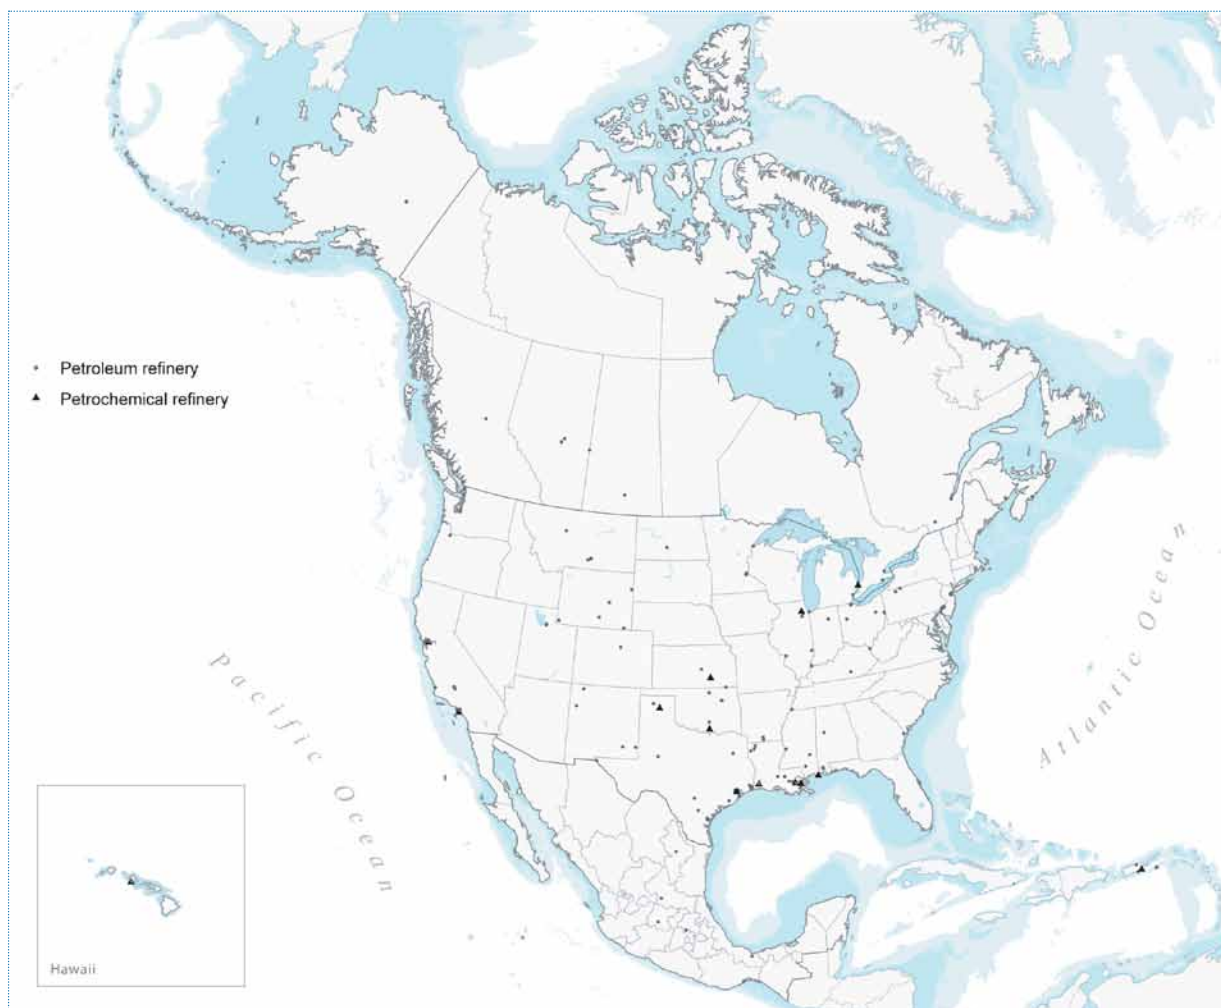 Petroleum refinery
Petrochemical refinery
Pacific Ocean
Atlantic Ocean
Hawaii